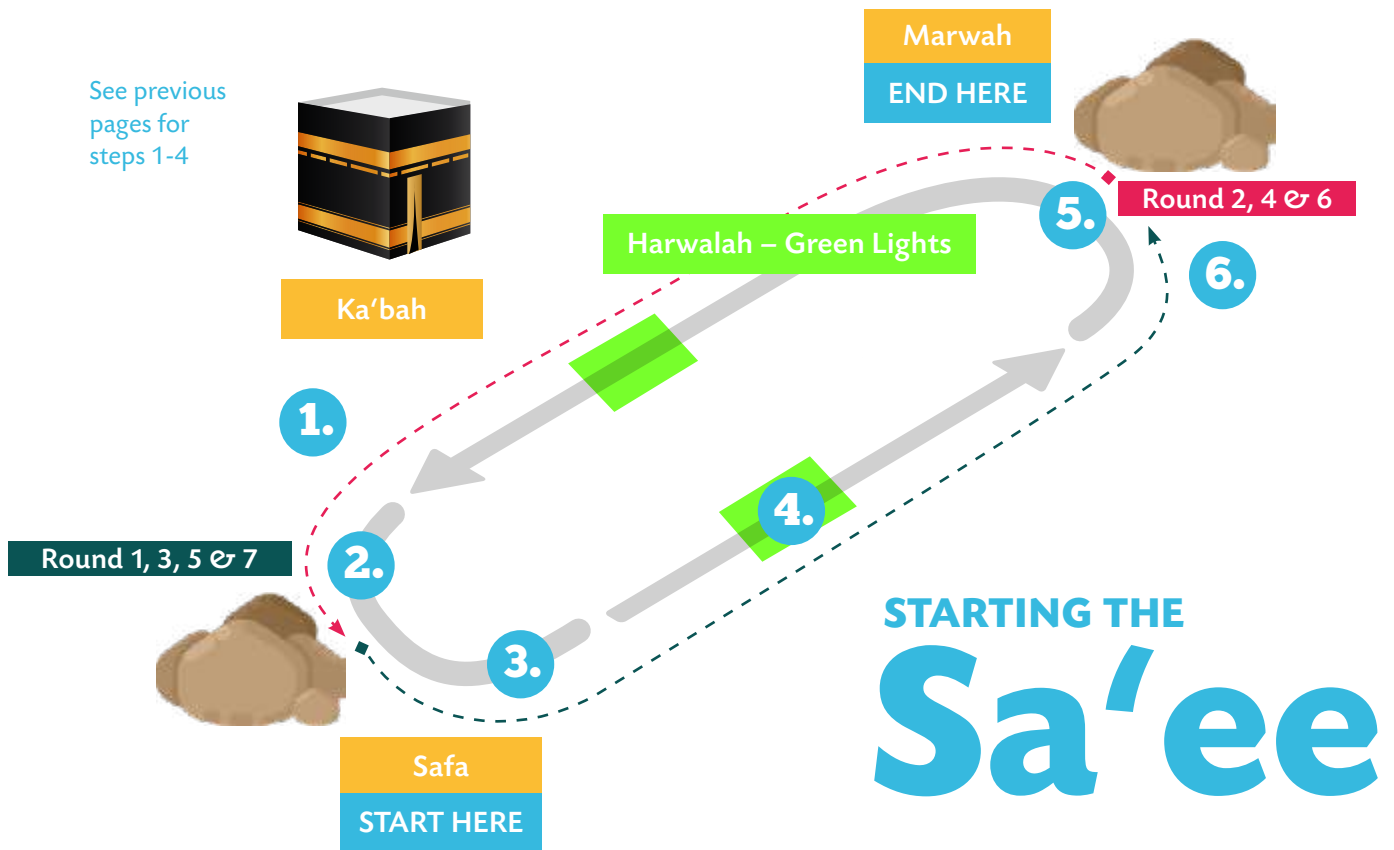 Marwah
END HERE
See previous
pages for
steps 1-4
Round 2, 4 & 6
5.
Harwalah – Green Lights
6.
Ka‘bah
1.
4.
Round 1, 3, 5 & 7
2.
3.
STARTING THE
Sa‘ee
Safa
START HERE